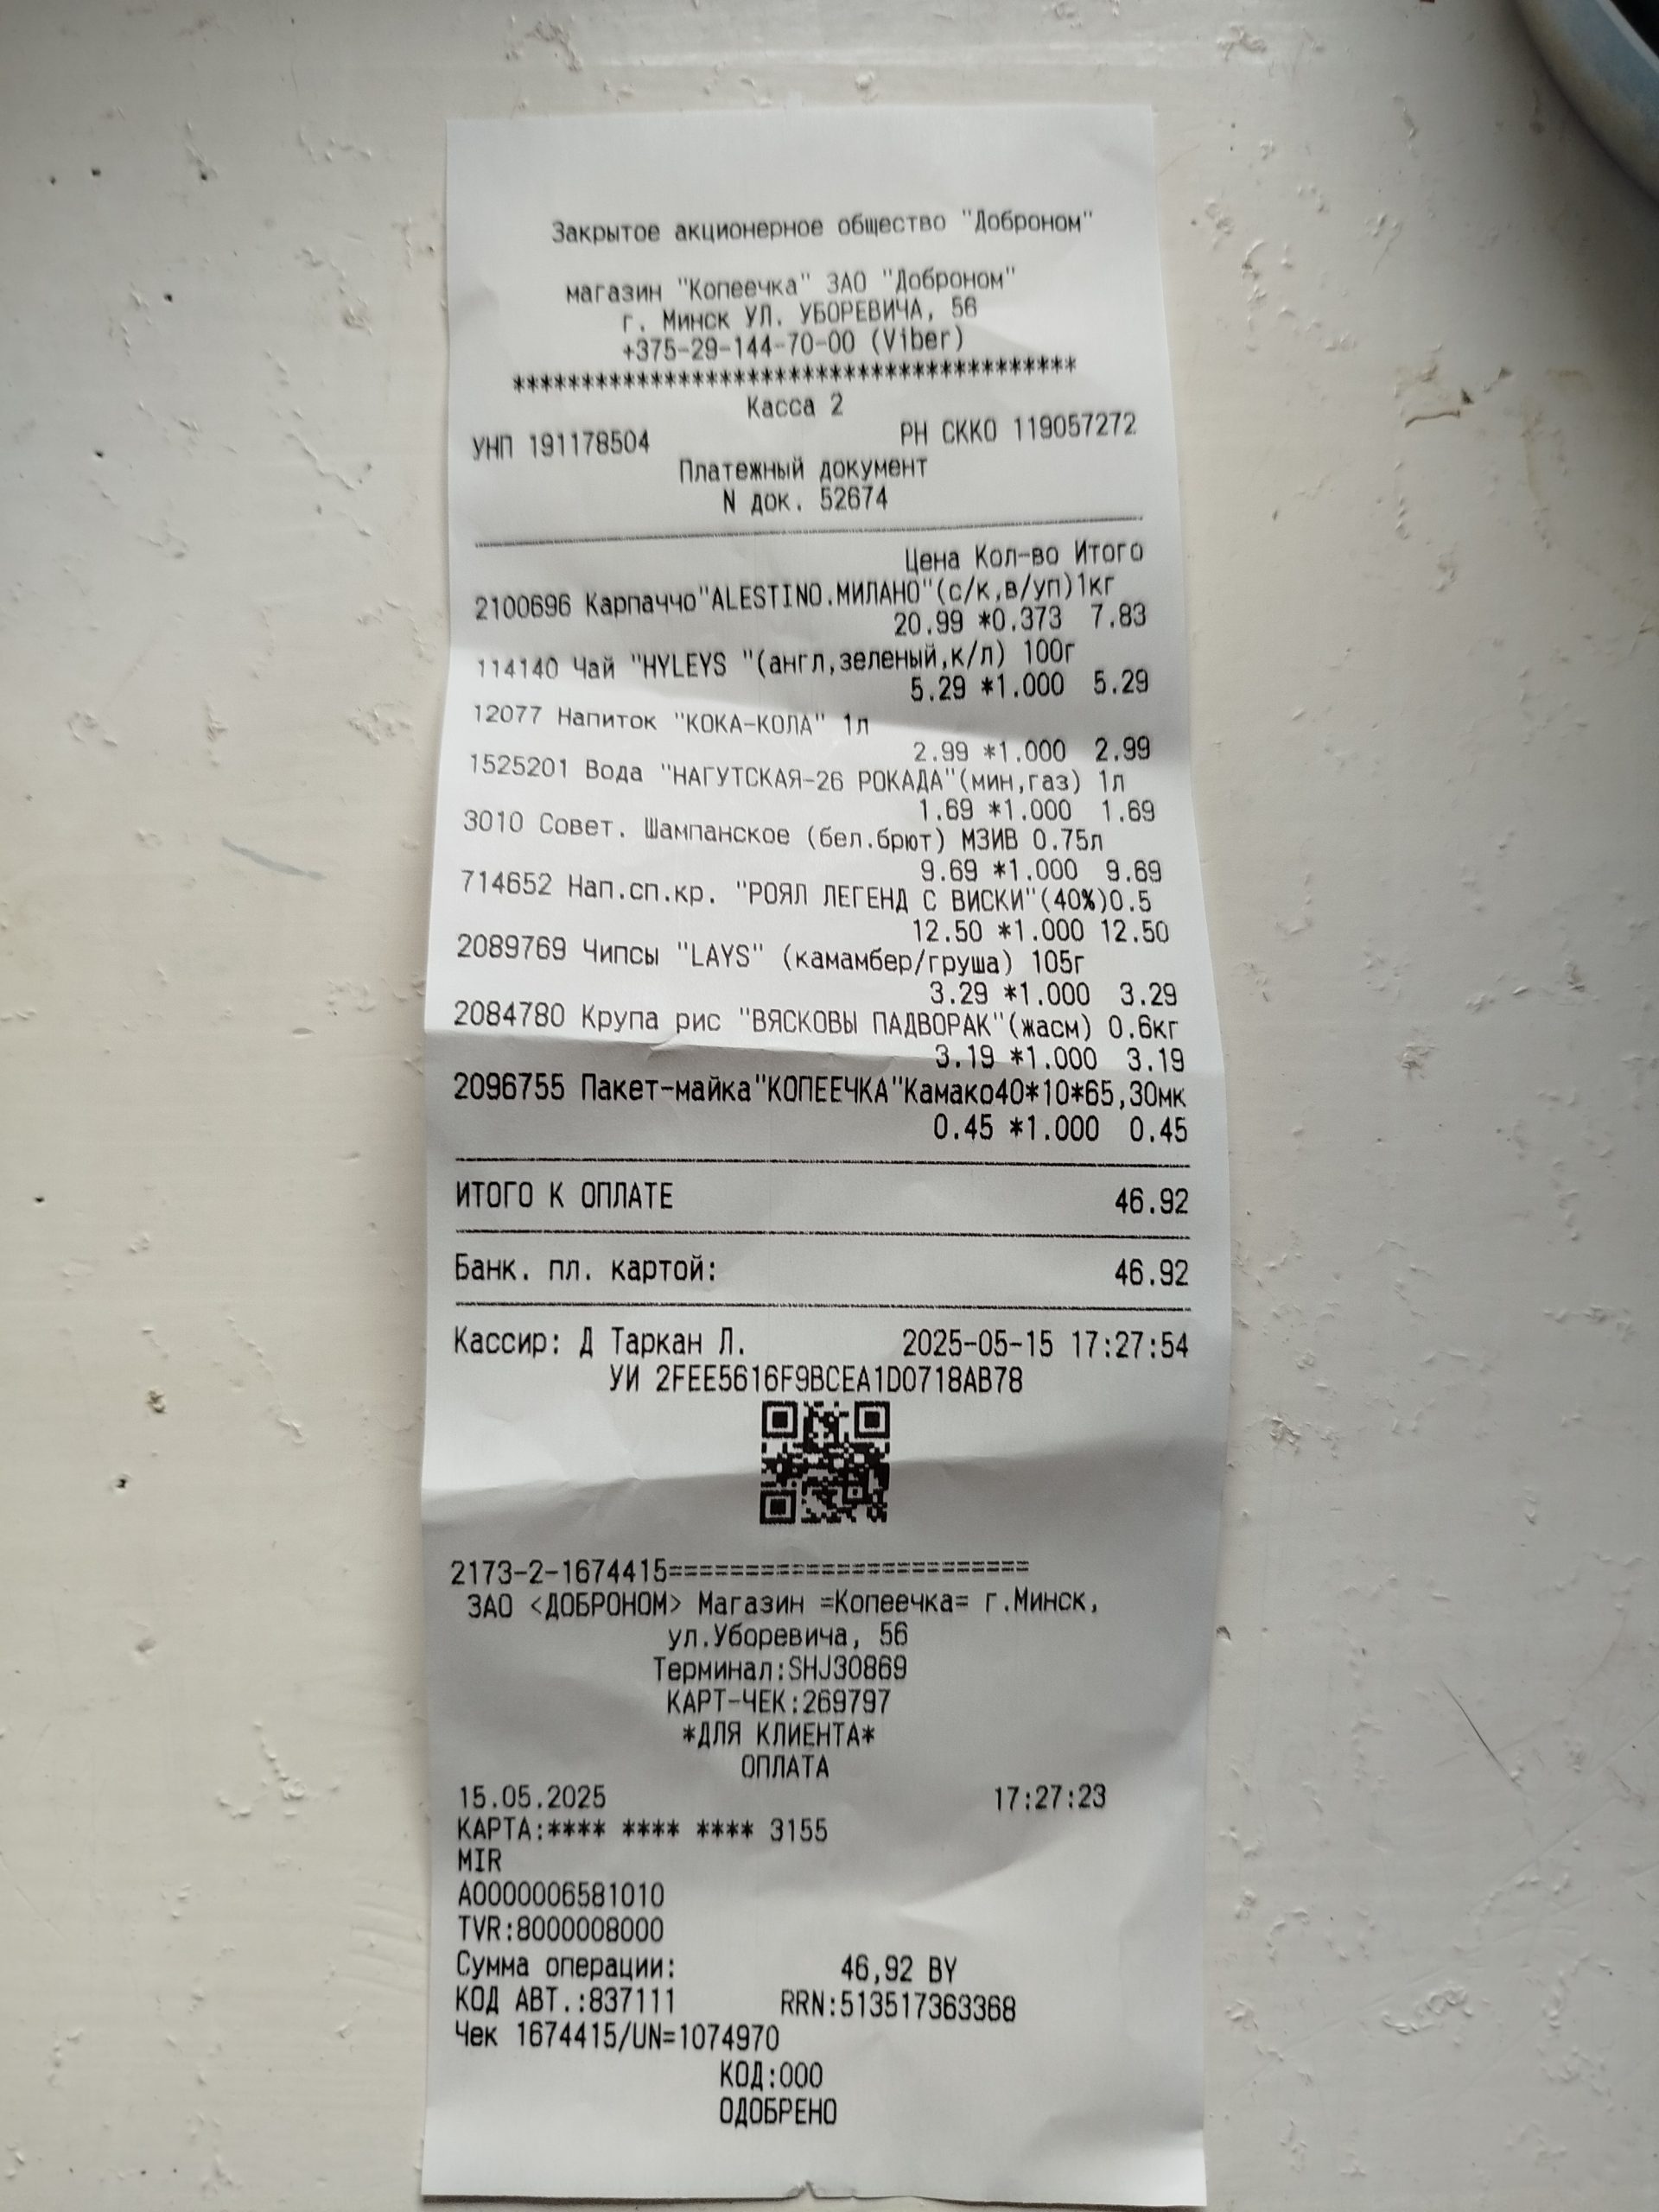 Закрытое акционерное общество "Доброном"
магазин "Копеечка" ЗАО "Доброном"
г. Минск УЛ. УБОРЕВИЧА, 56
+375-29-144-70-00 (Viber)
*****************************************
Касса 2
УНП 191178504 РН СККО 119057272
Платежный документ
N док. 52674
Цена Кол-во Итого
2100696 Карпаччо"ALESTINO.МИЛАНО"(с/к,в/уп)1кг
20.99 *0.373 7.83
114140 Чай "HYLEYS "(англ,зеленый,к/л) 100г
5.29 *1.000 5.29
12077 Напиток "КОКА-КОЛА" 1л
2.99 *1.000 2.99
1525201 Вода "НАГУТСКАЯ-26 РОКАДА"(мин,газ) 1л
1.69 *1.000 1.69
3010 Совет. Шампанское (бел.брют) МЗИВ 0.75л
9.69 *1.000 9.69
714652 Нап.сп.кр. "РОЯЛ ЛЕГЕНД С ВИСКИ"(40%)0.5
12.50 *1.000 12.50
2089769 Чипсы "LAYS" (камамбер/груша) 105г
3.29 *1.000 3.29
2084780 Крупа рис "ВЯСКОВЫ ПАДВОРАК"(жасм) 0.6кг
3.19 *1.000 3.19
2096755 Пакет-майка"КОПЕЕЧКА"Камако40*10*65,30мк
0.45 *1.000 0.45
ИТОГО К ОПЛАТЕ 46.92
Банк. пл. картой: 46.92
Кассир: Д Таркан Л. 2025-05-15 17:27:54
УИ 2FEE5616F9BCEA1D0718AB78
2173-2-1674415========================
ЗАО <ДОБРОНОМ> Магазин =Копеечка= г.Минск,
ул.Уборевича, 56
Терминал:SHJ30869
КАРТ-ЧЕК:269797
*ДЛЯ КЛИЕНТА*
ОПЛАТА
15.05.2025 17:27:23
КАРТА:**** **** **** 3155
MIR
A0000006581010
TVR:8000008000
Сумма операции: 46,92 BY
КОД АВТ.:837111 RRN:513517363368
Чек 1674415/UN=1074970
КОД:000
ОДОБРЕНО